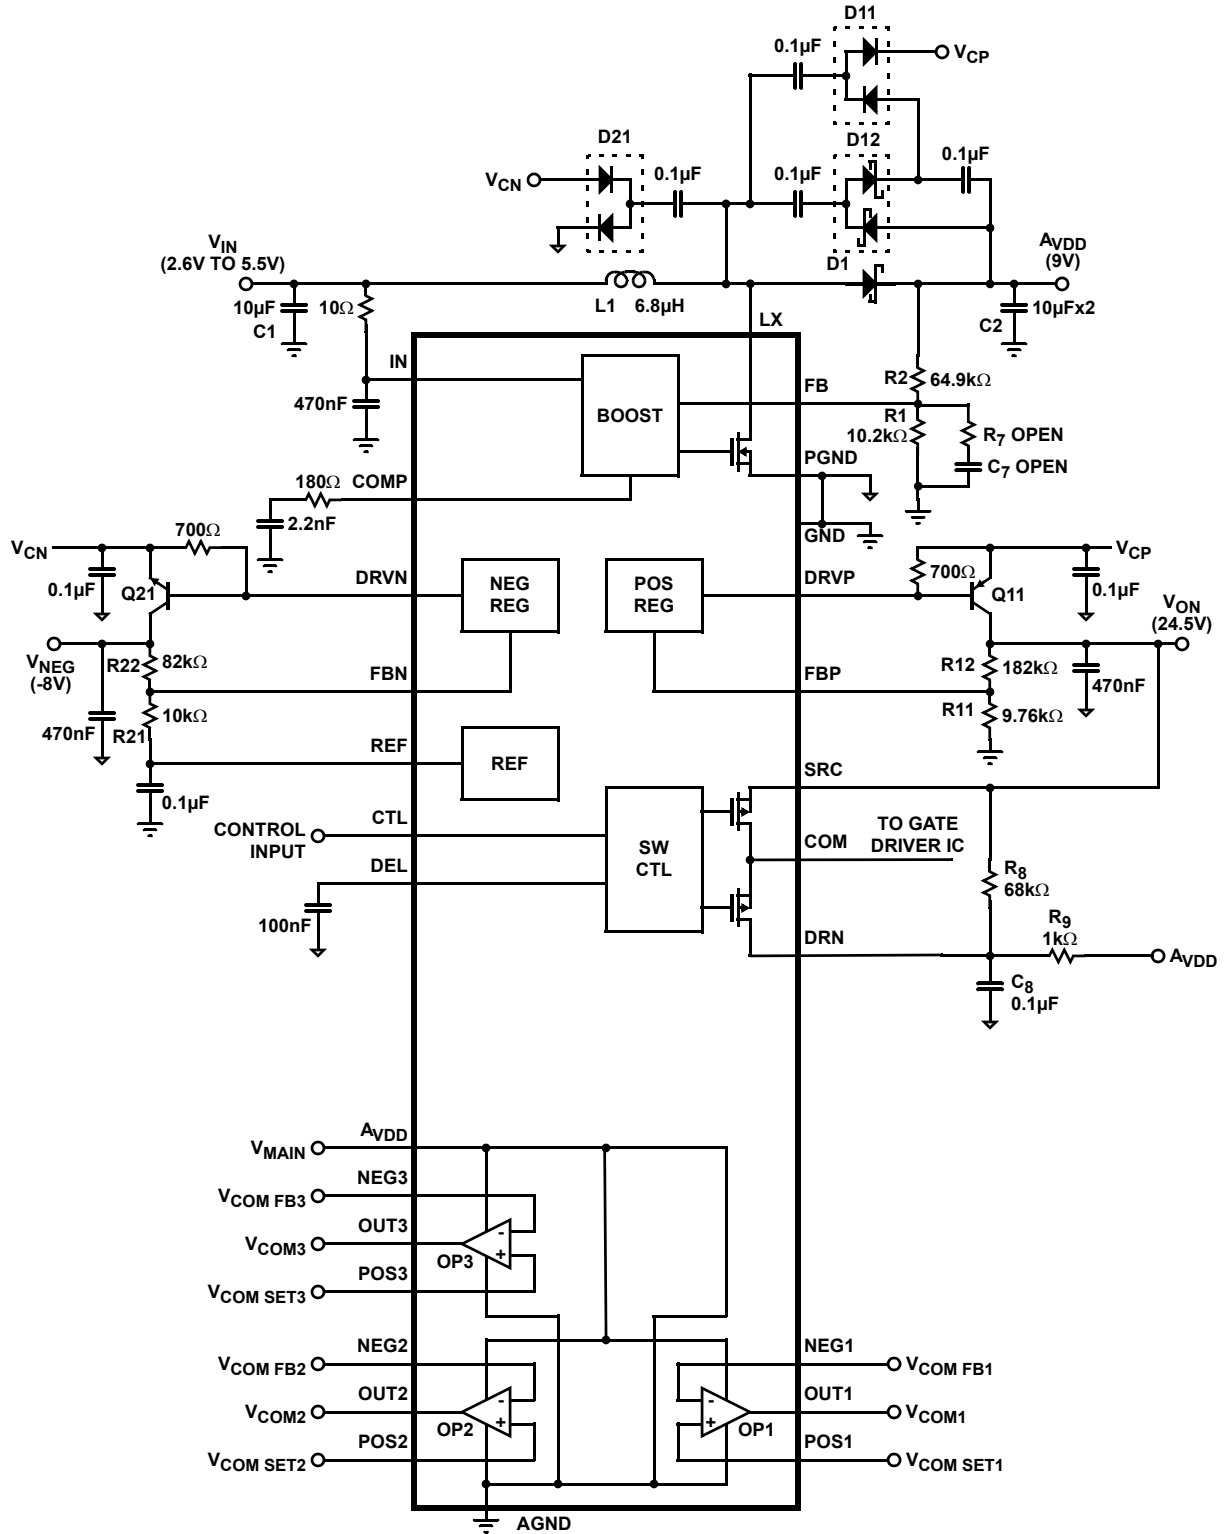 D11
0.1µF
VCP
D21
D12
0.1µF
0.1µF
0.1µF
VCN
VIN
(2.6V TO 5.5V)
D1
AVDD
(9V)
10µF
C1
10Ω
L1 6.8µH
LX
C2
10µFx2
IN
R2
64.9kΩ
FB
470nF
BOOST
R1
10.2kΩ
R7 OPEN
PGND
C7 OPEN
180Ω
COMP
2.2nF
GND
700Ω
VCN
VCP
DRVN
NEG
REG
POS
REG
DRVP
700Ω
0.1µF
Q21
Q11
0.1µF
VON
(24.5V)
VNEG
(-8V)
R22
82kΩ
FBN
FBP
R12
182kΩ
470nF
R21
10kΩ
R11
9.76kΩ
470nF
REF
REF
SRC
0.1µF
CTL
CONTROL
INPUT
SW
CTL
COM
TO GATE
DRIVER IC
DEL
R8
68kΩ
100nF
R9
1kΩ
DRN
AVDD
C8
0.1µF
AVDD
VMAIN
NEG3
VCOM FB3
OUT3
-
VCOM3
+
OP3
POS3
VCOM SET3
NEG2
NEG1
VCOM FB2
VCOM FB1
OUT2
-
-
OUT1
VCOM2
VCOM1
+
+
OP2
OP1
POS2
POS1
VCOM SET2
VCOM SET1
AGND